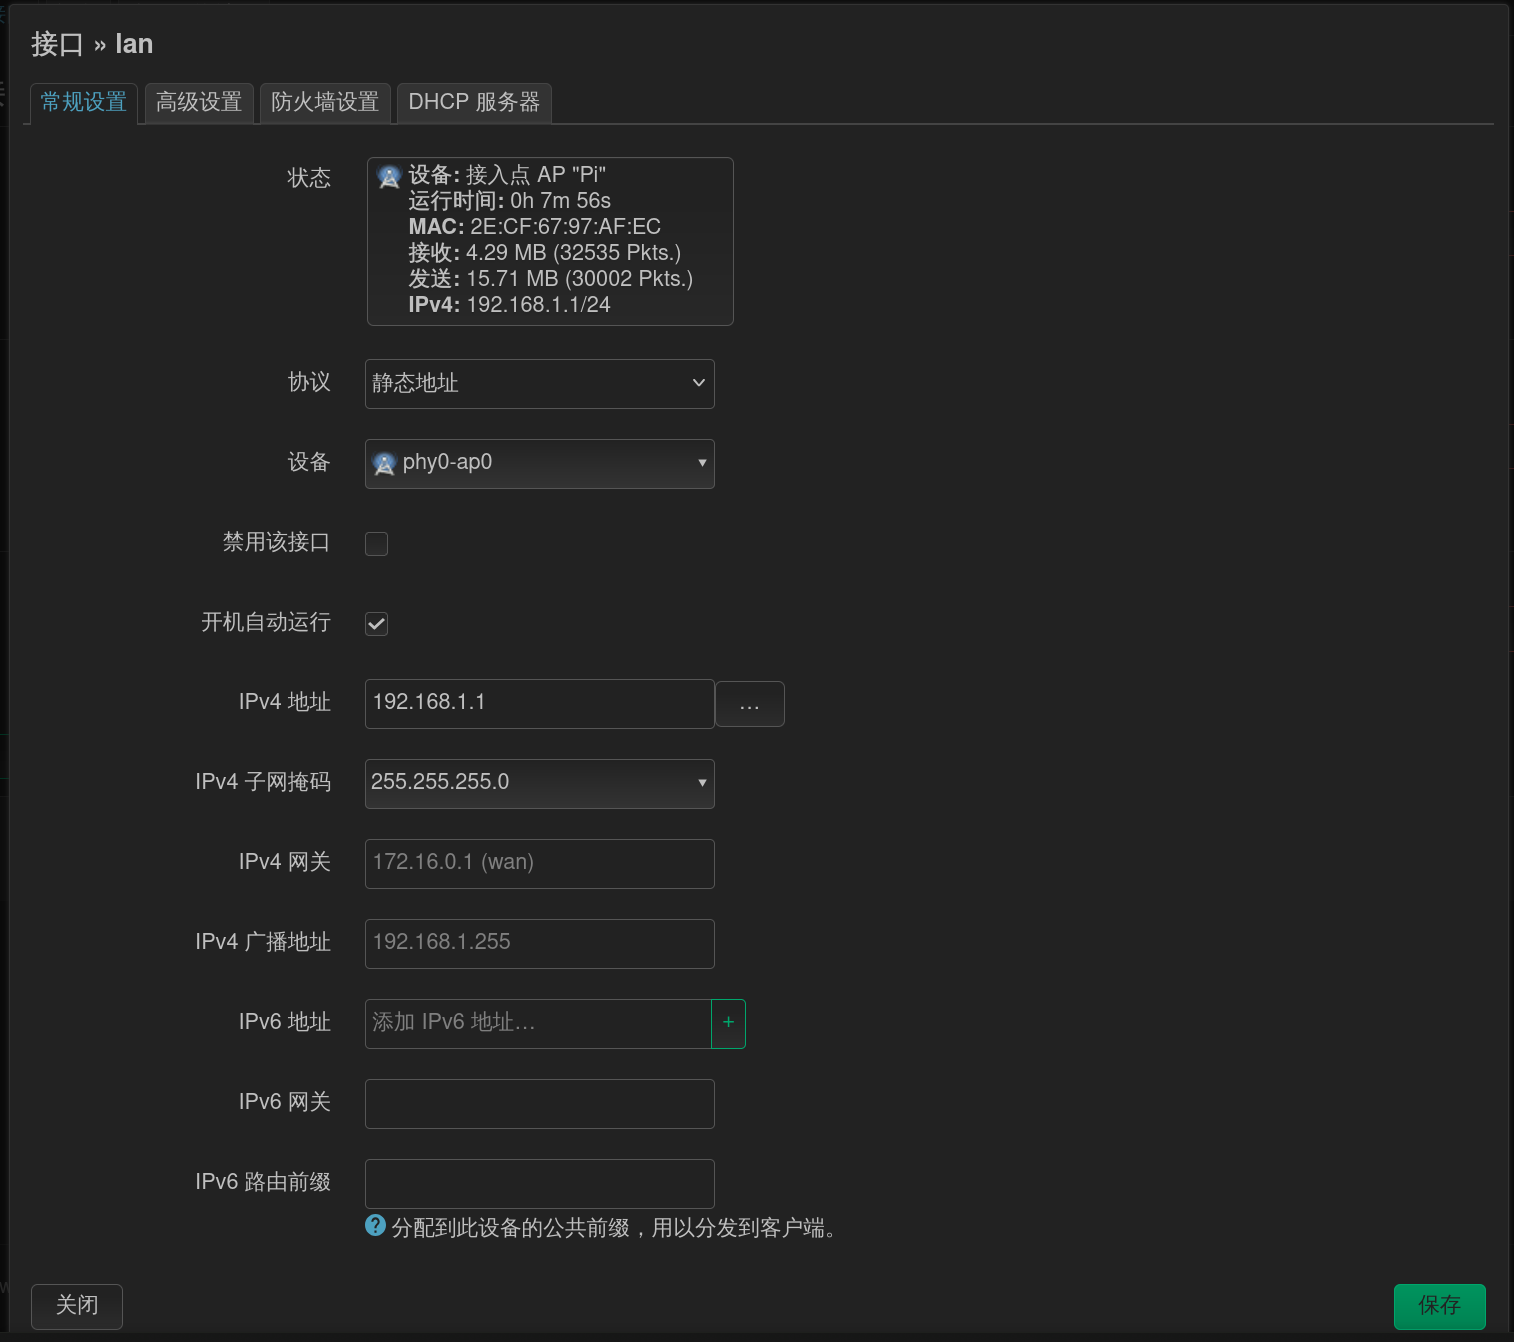 接口 » lan
常规设置 高级设置 防火墙设置 DHCP 服务器
状态
设备: 接入点 AP "Pi"
运行时间: 0h 7m 56s
MAC: 2E:CF:67:97:AF:EC
接收: 4.29 MB (32535 Pkts.)
发送: 15.71 MB (30002 Pkts.)
IPv4: 192.168.1.1/24
协议 静态地址
设备 phy0-ap0
禁用该接口
开机自动运行
IPv4 地址 192.168.1.1 …
IPv4 子网掩码 255.255.255.0
IPv4 网关 172.16.0.1 (wan)
IPv4 广播地址 192.168.1.255
IPv6 地址 添加 IPv6 地址… +
IPv6 网关
IPv6 路由前缀
分配到此设备的公共前缀，用以分发到客户端。
关闭 保存